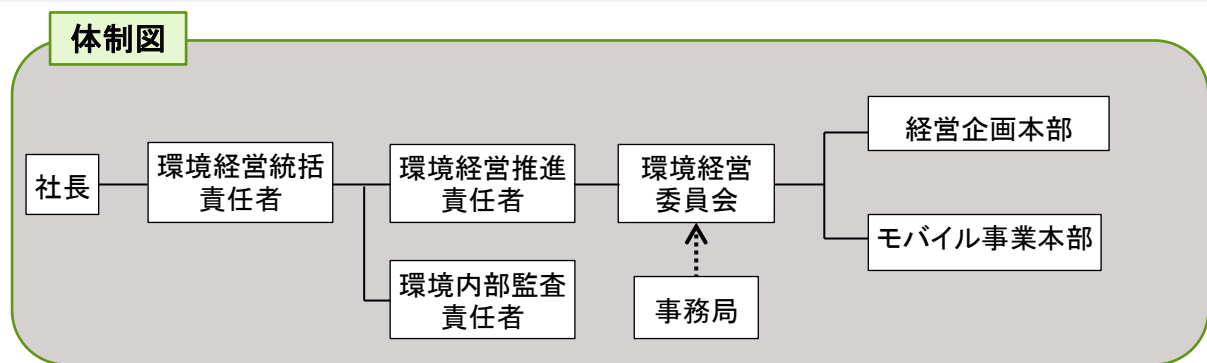 体制図
社長
環境経営統括
責任者
環境経営推進
責任者
環境内部監査
責任者
環境経営
委員会
事務局
経営企画本部
モバイル事業本部